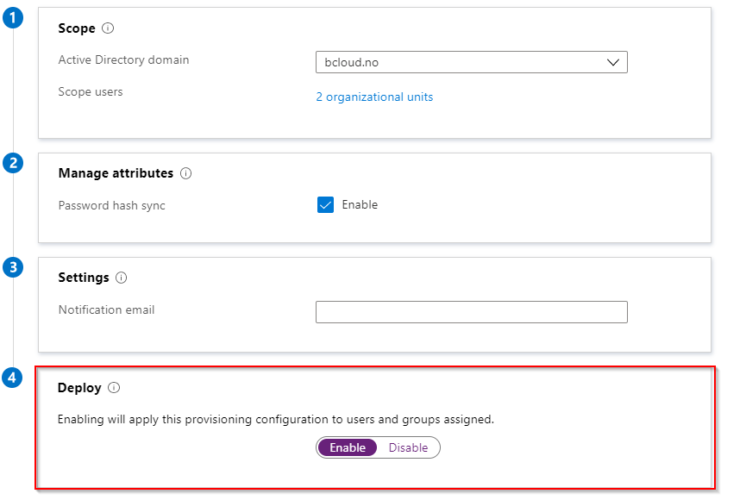 1
Scope
Active Directory domain
bcloud.no
Scope users
2 organizational units
2
Manage attributes
Password hash sync
Enable
3
Settings
Notification email
4
Deploy
Enabling will apply this provisioning configuration to users and groups assigned.
Enable Disable